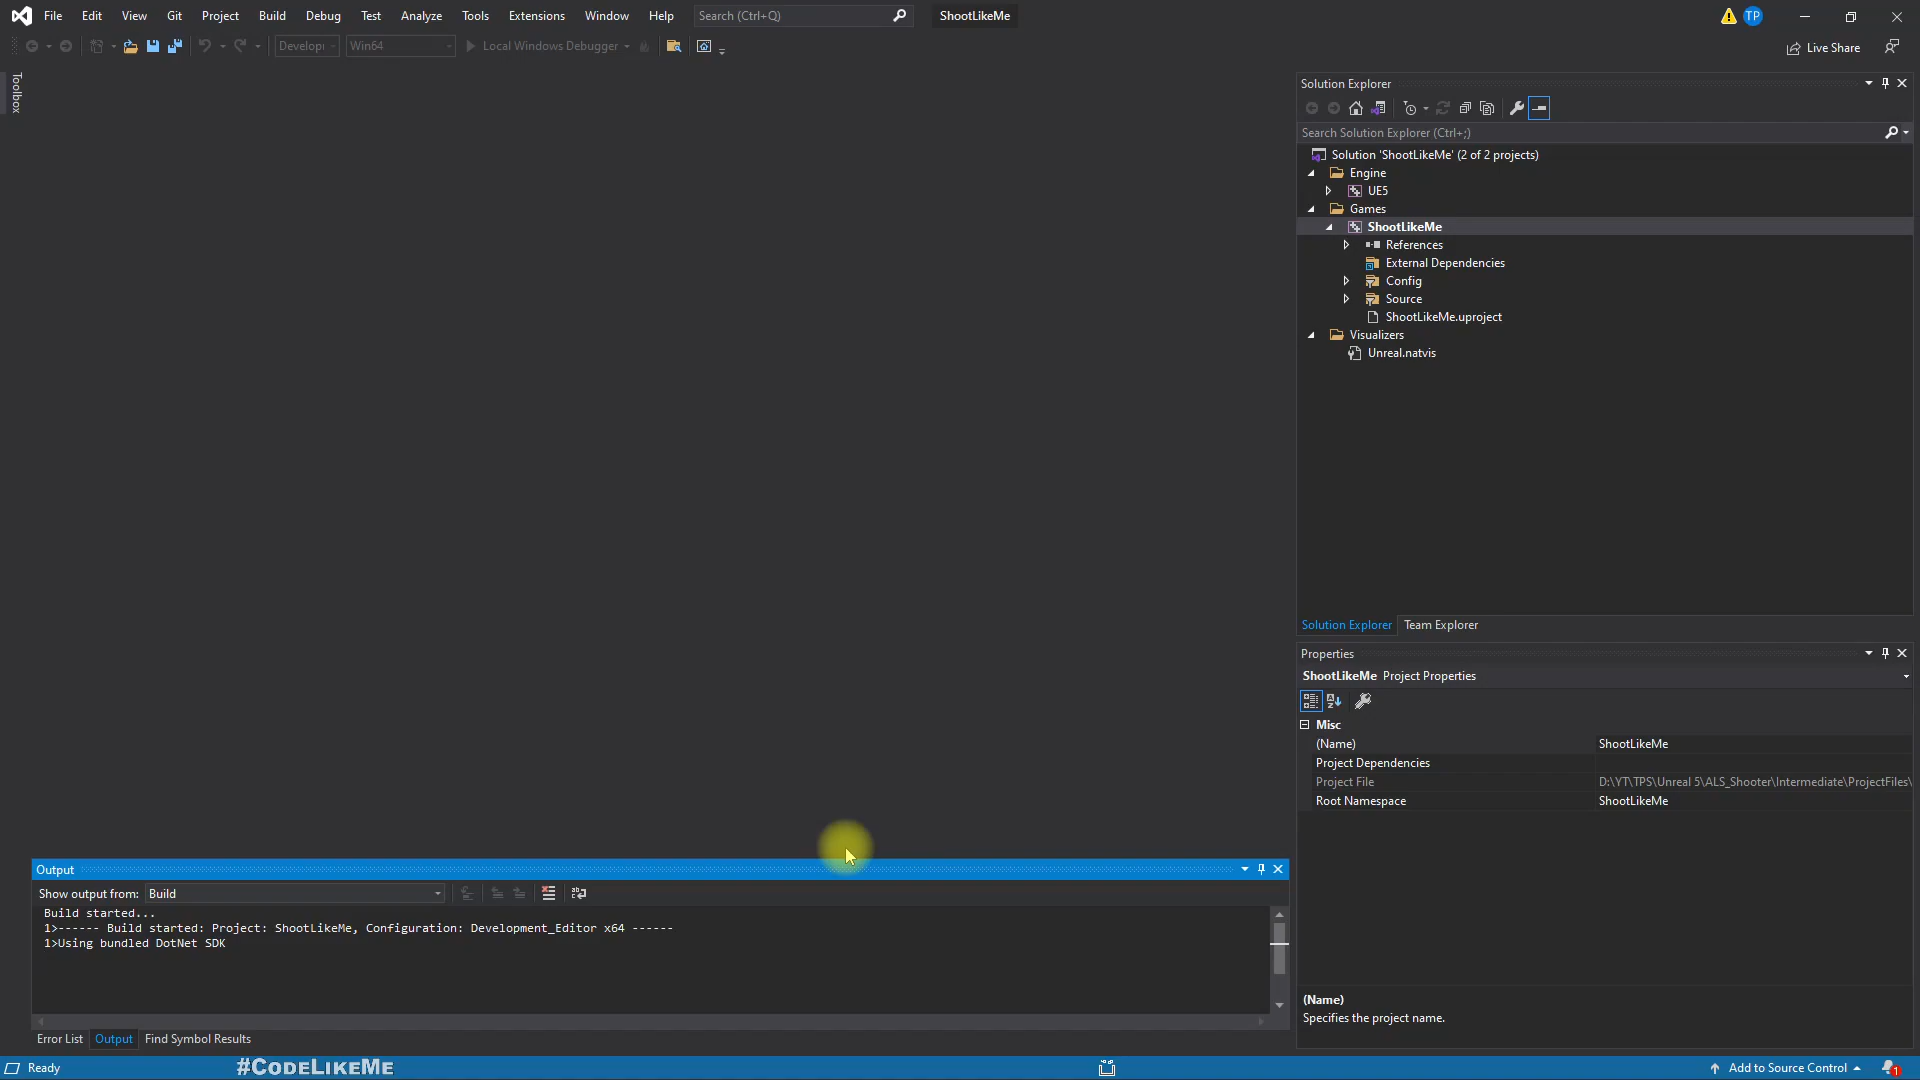 File Edit View Git Project Build Debug Test Analyze Tools Extensions Window Help Search (Ctrl+Q) ShootLikeMe TP
Develop Win64 Local Windows Debugger Live Share
Toolbox
Solution Explorer
Search Solution Explorer (Ctrl+;)
Solution 'ShootLikeMe' (2 of 2 projects)
Engine
UE5
Games
ShootLikeMe
References
External Dependencies
Config
Source
ShootLikeMe.uproject
Visualizers
Unreal.natvis
Solution Explorer Team Explorer
Properties
ShootLikeMe Project Properties
Misc
(Name) ShootLikeMe
Project Dependencies
Project File D:\YT\TPS\Unreal 5\ALS_Shooter\Intermediate\ProjectFiles\
Root Namespace ShootLikeMe
(Name)
Specifies the project name.
Output
Show output from: Build
Build started...
1>------ Build started: Project: ShootLikeMe, Configuration: Development_Editor x64 ------
1>Using bundled DotNet SDK
Error List Output Find Symbol Results
Ready #CodeLikeMe Add to Source Control 1